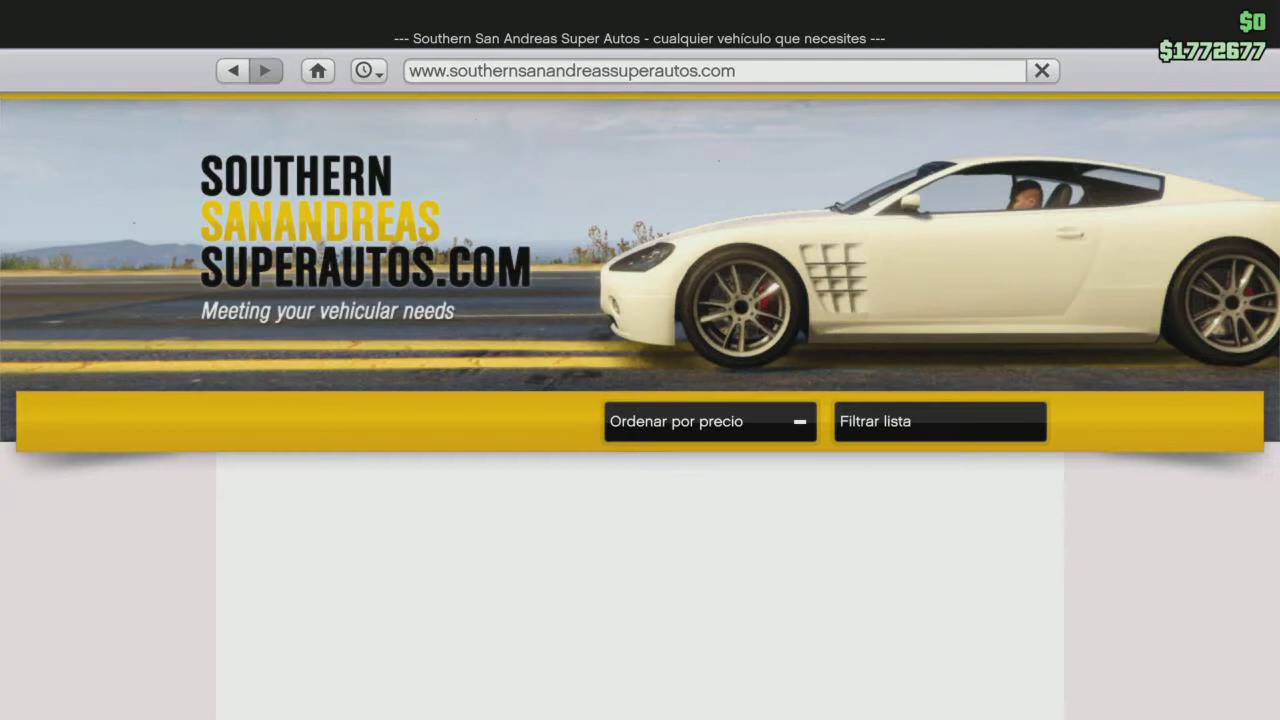 $0
--- Southern San Andreas Super Autos - cualquier vehículo que necesites ---
$1772677
www.southernsanandreassuperautos.com
SOUTHERN
SANANDREAS
SUPERAUTOS.COM
Meeting your vehicular needs
Ordenar por precio
Filtrar lista